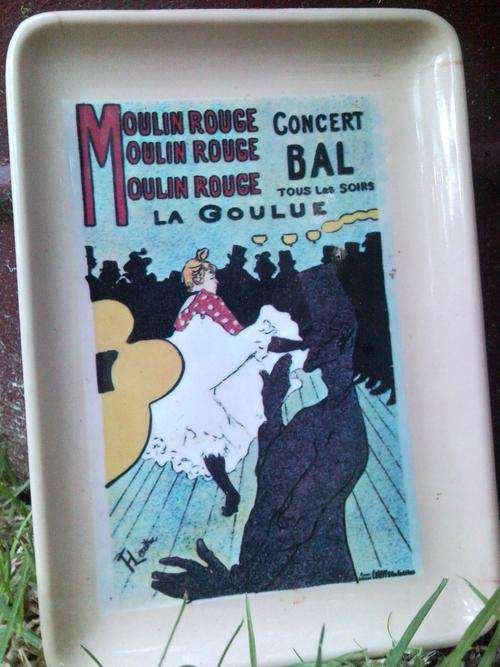 MOULIN ROUGE CONCERT
MOULIN ROUGE BAL
MOULIN ROUGE TOUS LES SOIRS
LA GOULUE